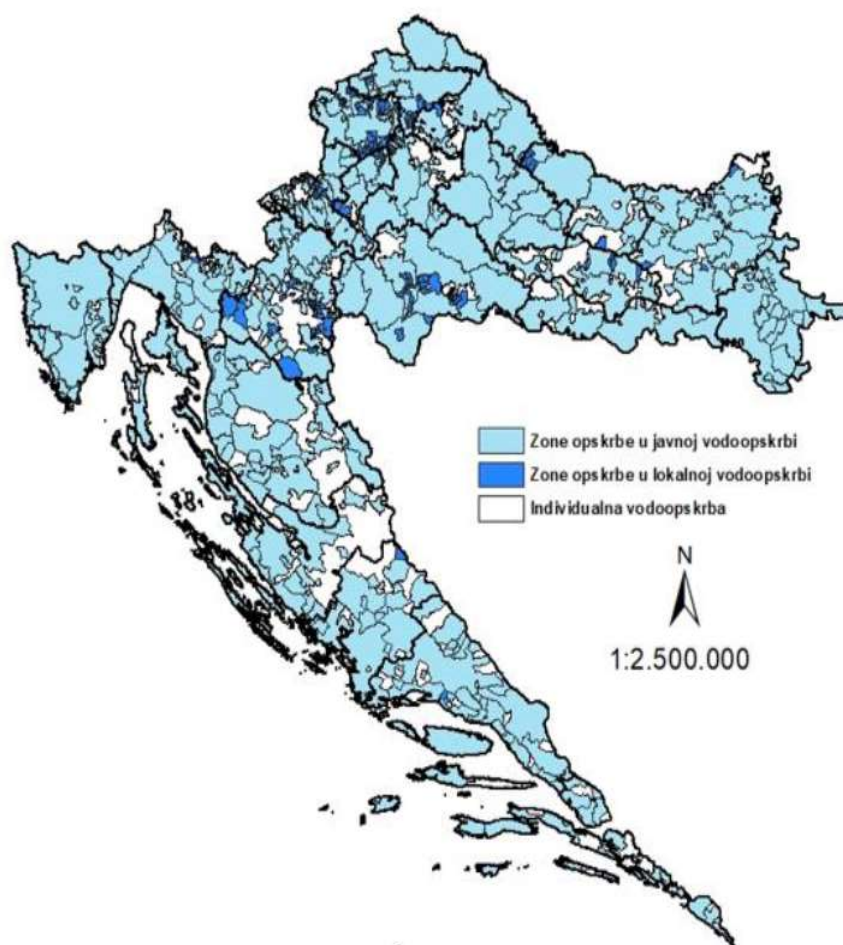 Zone opskrbe u javnoj vodoopskrbi
Zone opskrbe u lokalnoj vodoopskrbi
Individualna vodoopskrba
N
1:2.500.000